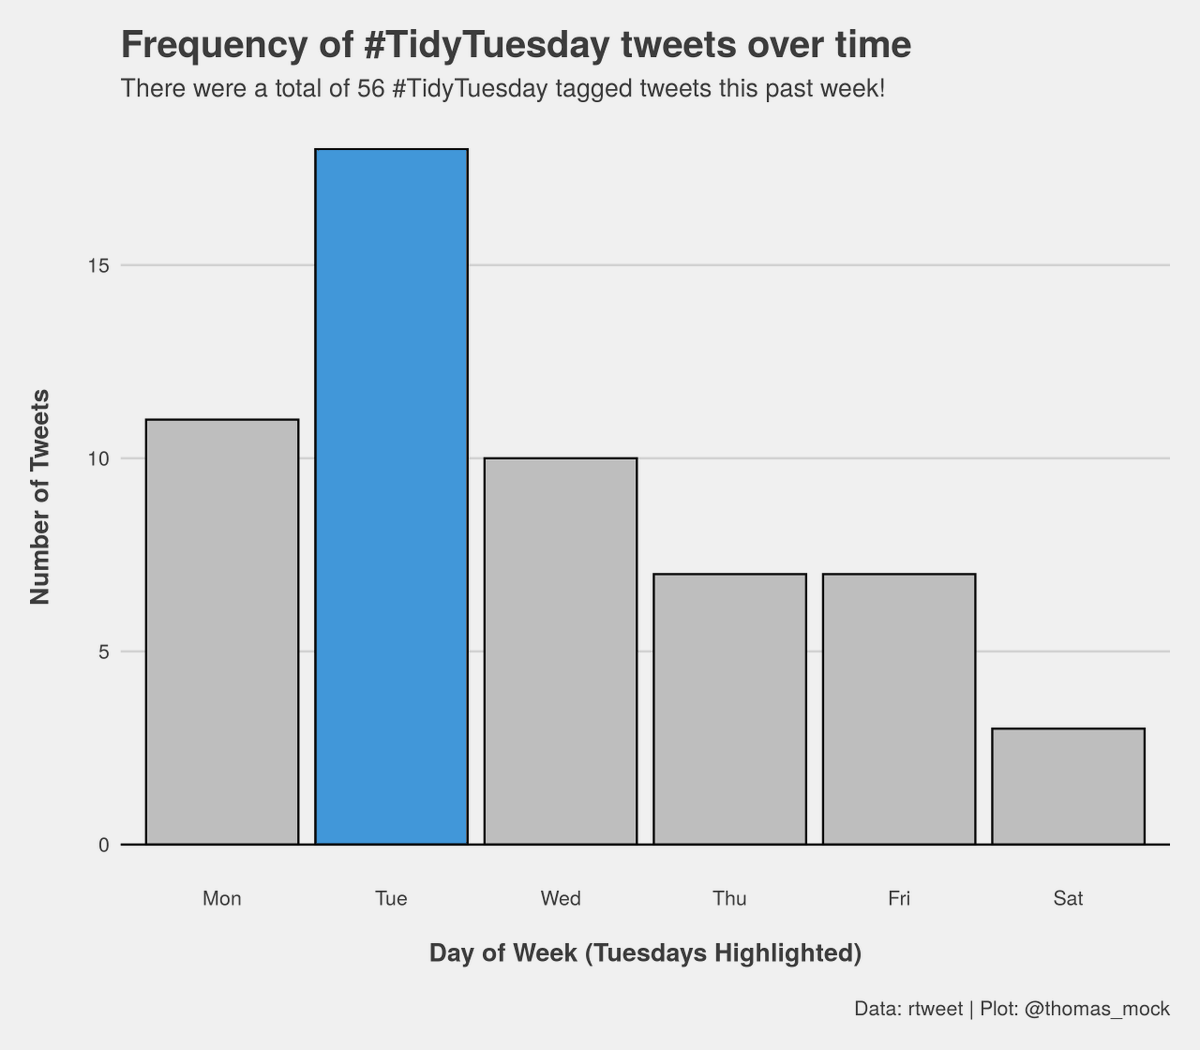 Frequency of #TidyTuesday tweets over time
There were a total of 56 #TidyTuesday tagged tweets this past week!
15
10
5
0
Number of Tweets
Mon Tue Wed Thu Fri Sat
Day of Week (Tuesdays Highlighted)
Data: rtweet | Plot: @thomas_mock